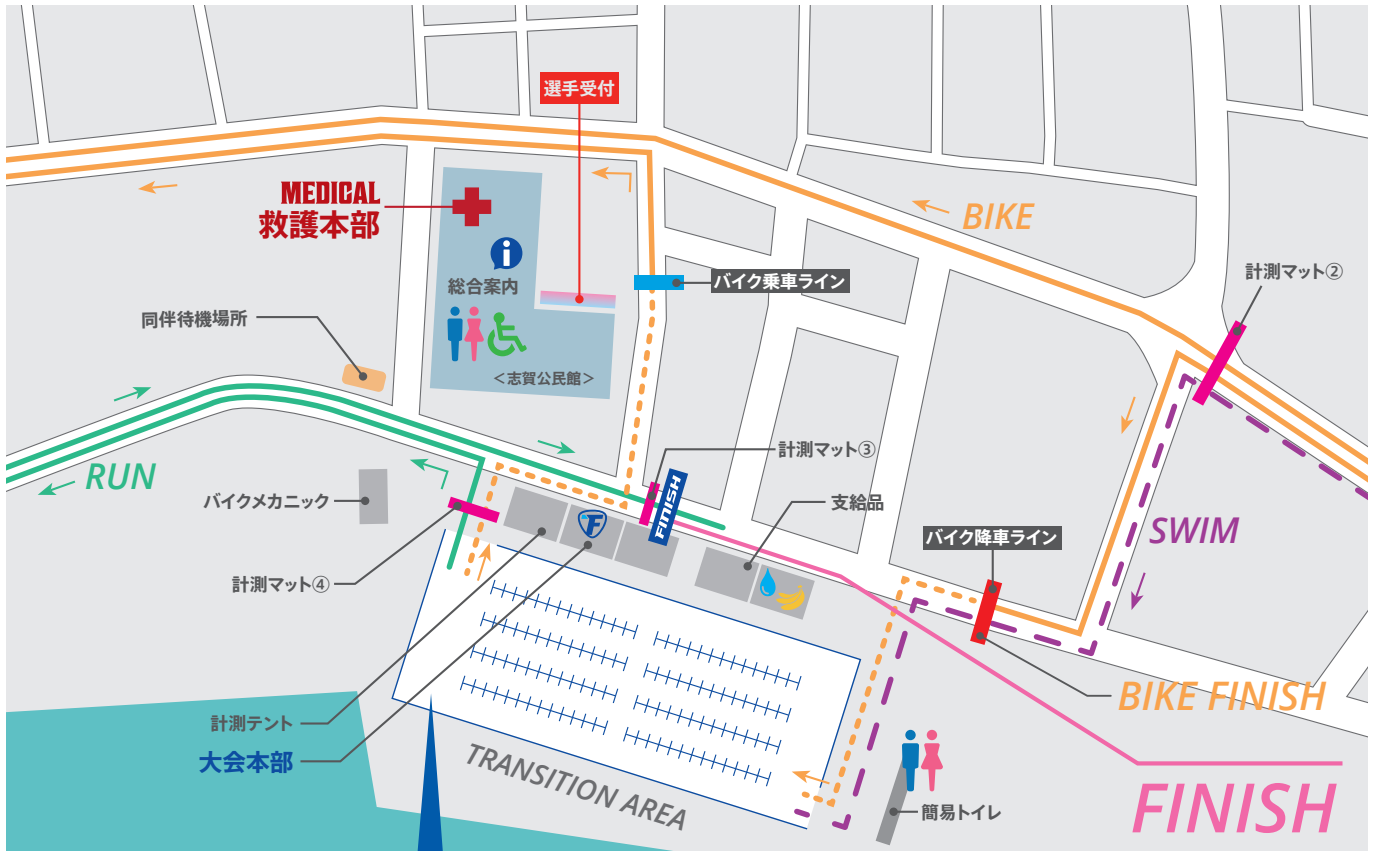 選手受付
MEDICAL
救護本部
BIKE
計測マット②
総合案内
バイク乗車ライン
同伴待機場所
＜志賀公民館＞
RUN
計測マット③
バイクメカニック
FINISH
F
支給品
SWIM
バイク降車ライン
計測マット④
BIKE FINISH
計測テント
大会本部
TRANSITION AREA
簡易トイレ
FINISH